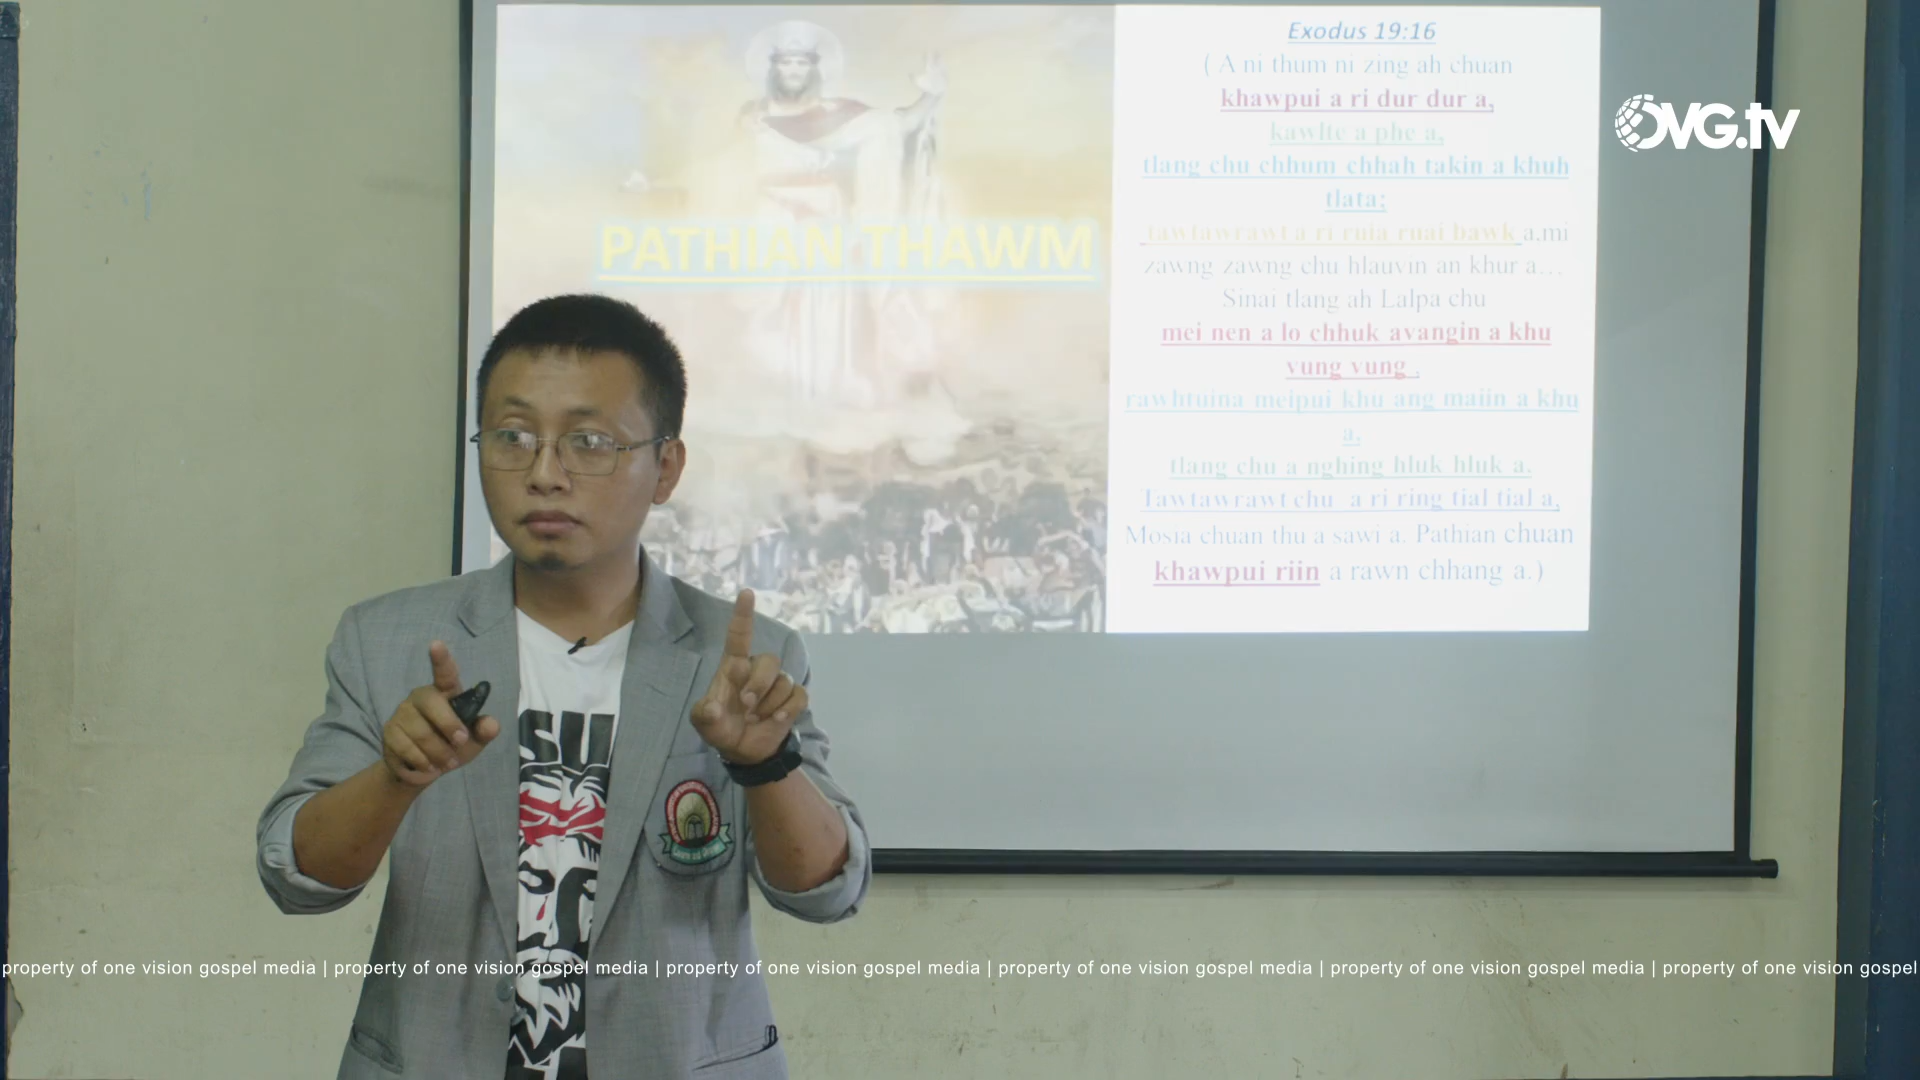 Exodus 19:16
( A ni thum ni zing ah chuan
khawpui a ri dur dur a,
kawlte a phe a,
tlang chu chhum chhah takin a khuh
tlata;
tawtawrawt a ri rula ruai bawk a,mi
zawng zawng chu hlauvin an khur a…
Sinai tlang ah Lalpa chu
mei nen a lo chhuk avangin a khu
vung vung ,
rawhtuina meipui khu ang maiin a khu
a,
tlang chu a nghing hluk hluk a.
Tawtawrawt chu a ri ring tial tial a,
Mosia chuan thu a sawi a. Pathian chuan
khawpui riin a rawn chhang a.)
PATHIAN THAWM
OVG.tv
SU
property of one vision gospel media | property of one vision gospel media | property of one vision gospel media | property of one vision gospel media | property of one vision gospel media | property of one vision gospel